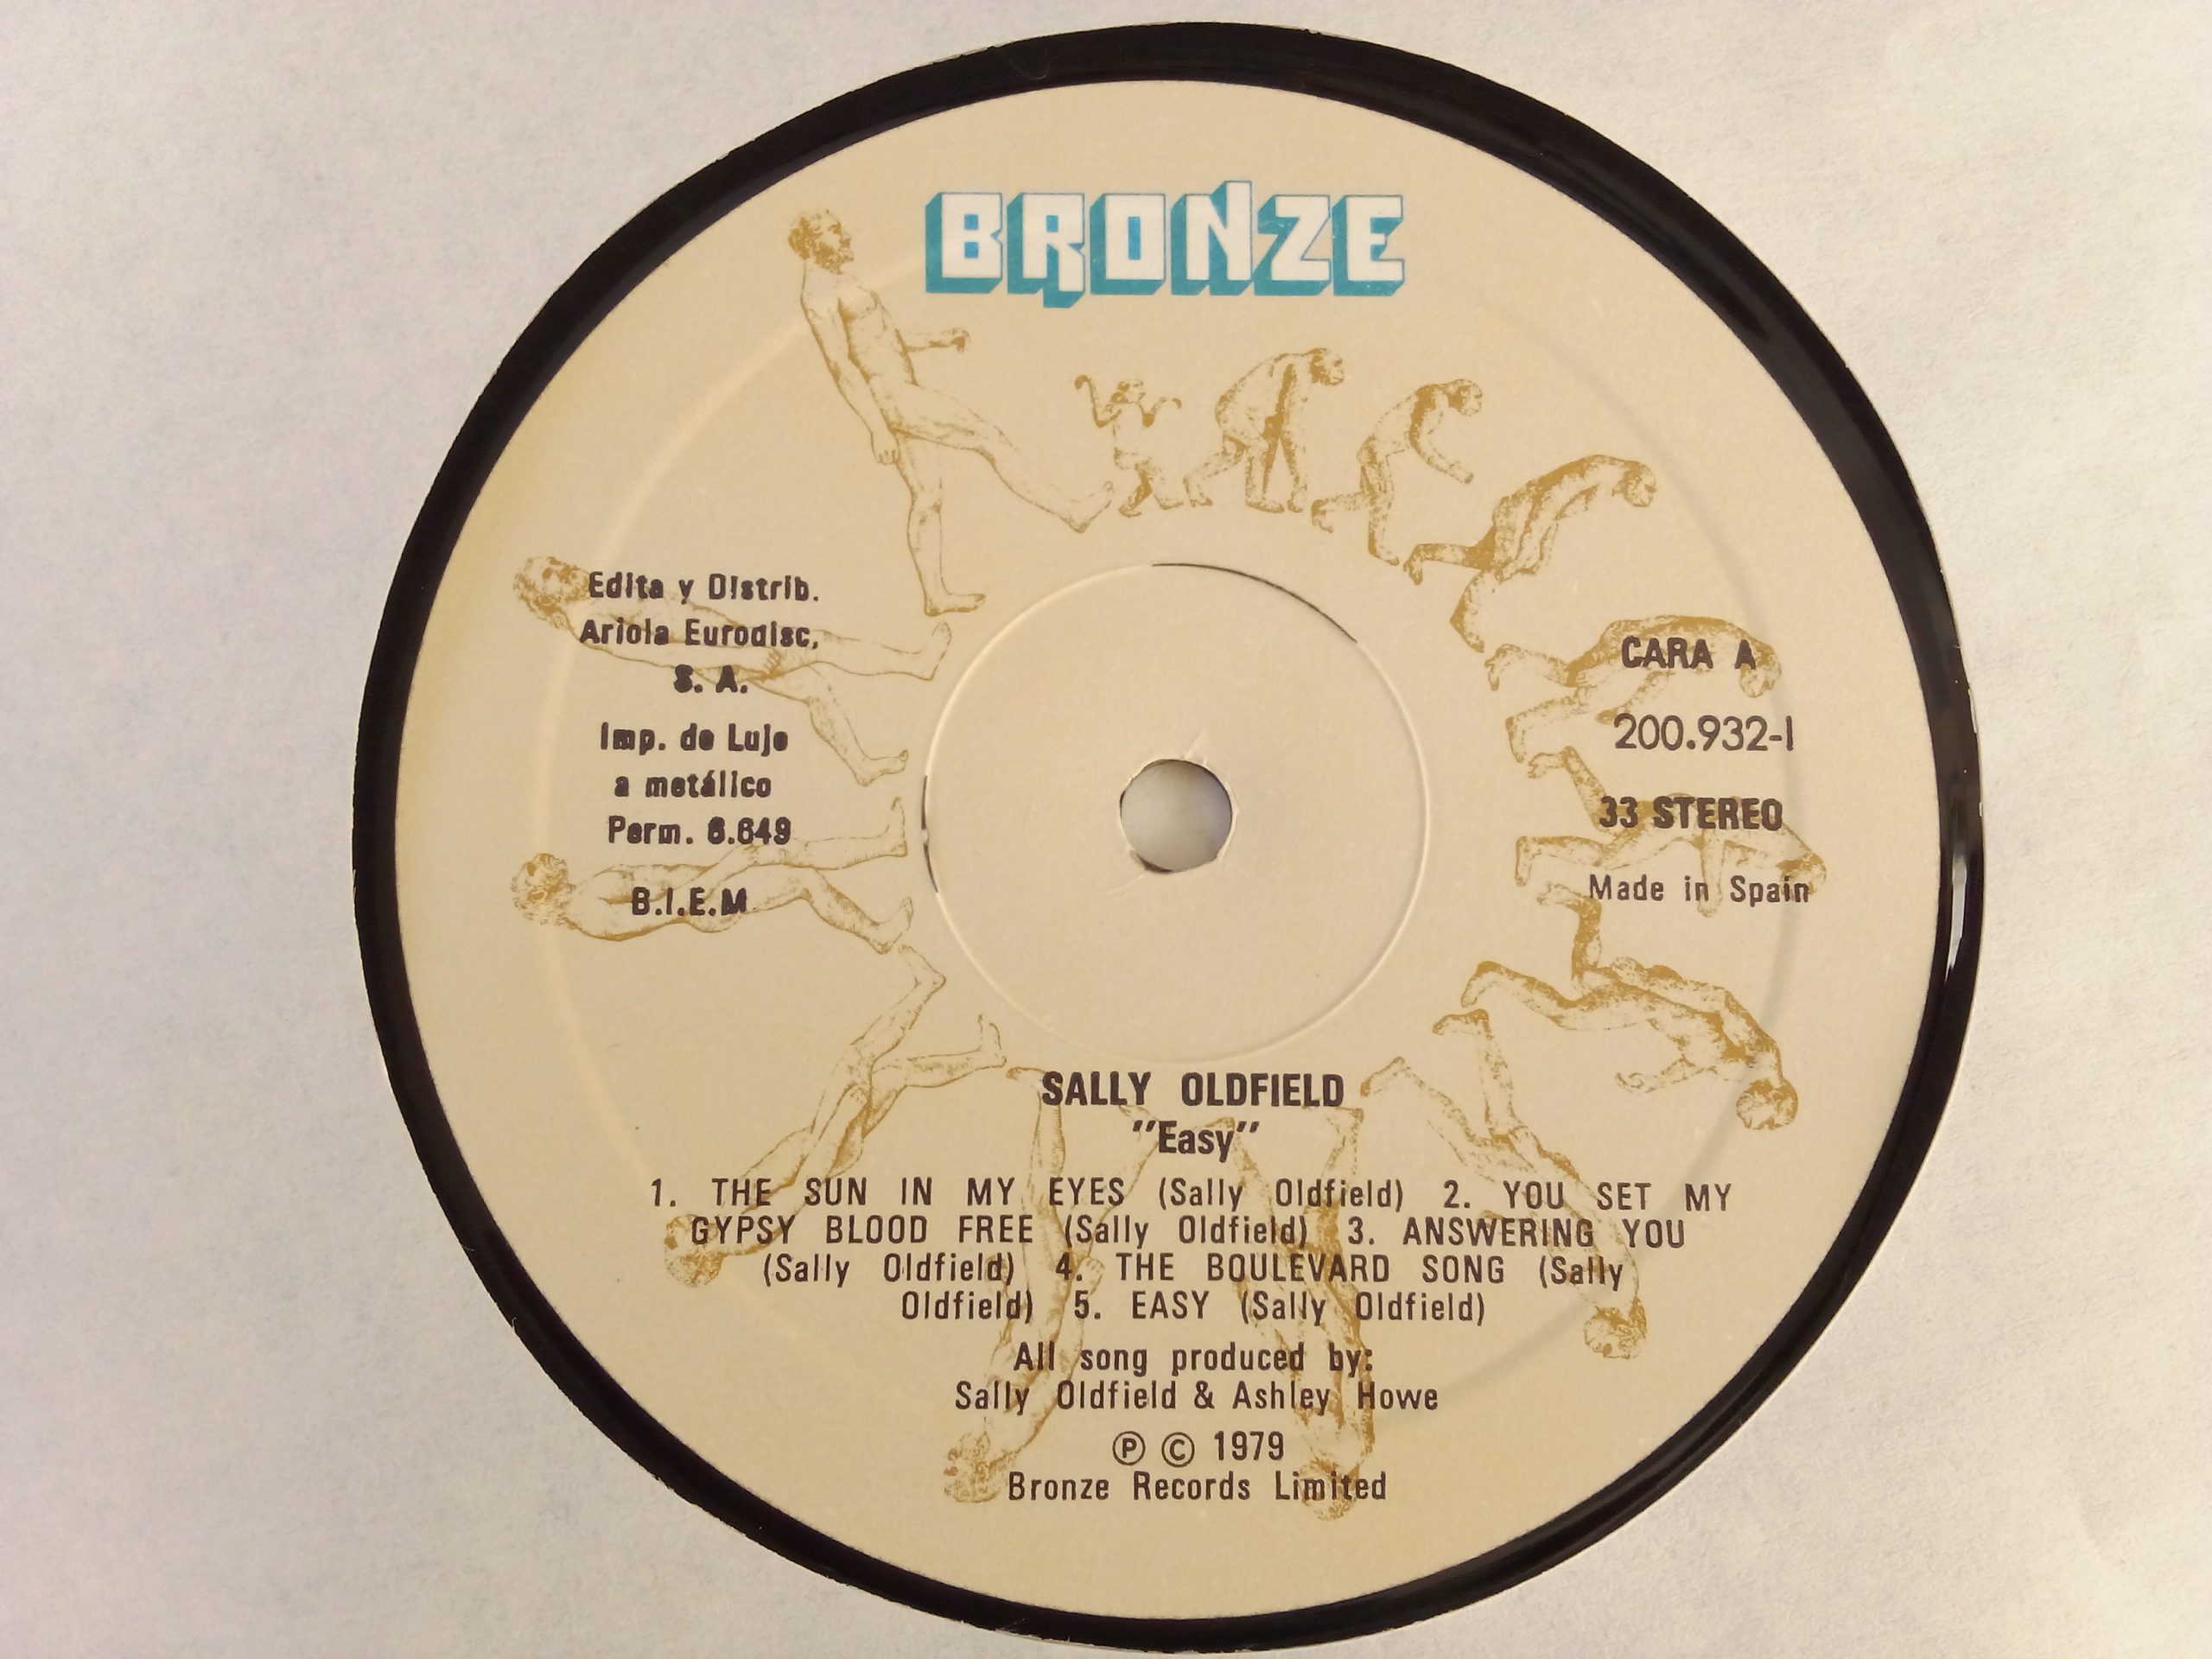 BRONZE
Edita y Distrib.
Ariola Eurodisc,
S. A.
Imp. de Lujo
a metálico
Perm. 6.649
B.I.E.M
CARA A
200.932-I
33 STEREO
Made in Spain
SALLY OLDFIELD
"Easy"
1. THE SUN IN MY EYES (Sally Oldfield) 2. YOU SET MY
GYPSY BLOOD FREE (Sally Oldfield) 3. ANSWERING YOU
(Sally Oldfield) 4. THE BOULEVARD SONG (Sally
Oldfield) 5. EASY (Sally Oldfield)
All song produced by:
Sally Oldfield & Ashley Howe
Ⓟ © 1979
Bronze Records Limited